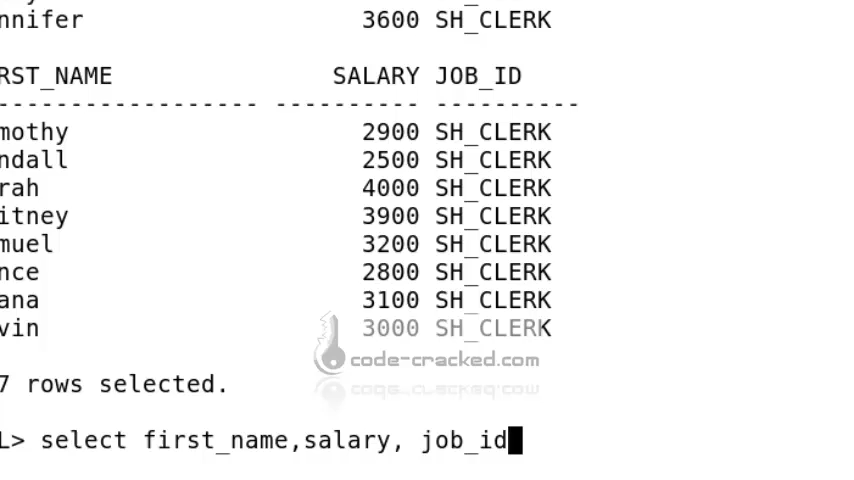 nnifer 3600 SH_CLERK
RST_NAME SALARY JOB_ID
------------------ ---------- ----------
mothy 2900 SH_CLERK
ndall 2500 SH_CLERK
rah 4000 SH_CLERK
itney 3900 SH_CLERK
muel 3200 SH_CLERK
nce 2800 SH_CLERK
ana 3100 SH_CLERK
vin 3000 SH_CLERK
code-cracked.com
7 rows selected.
L> select first_name,salary, job_id